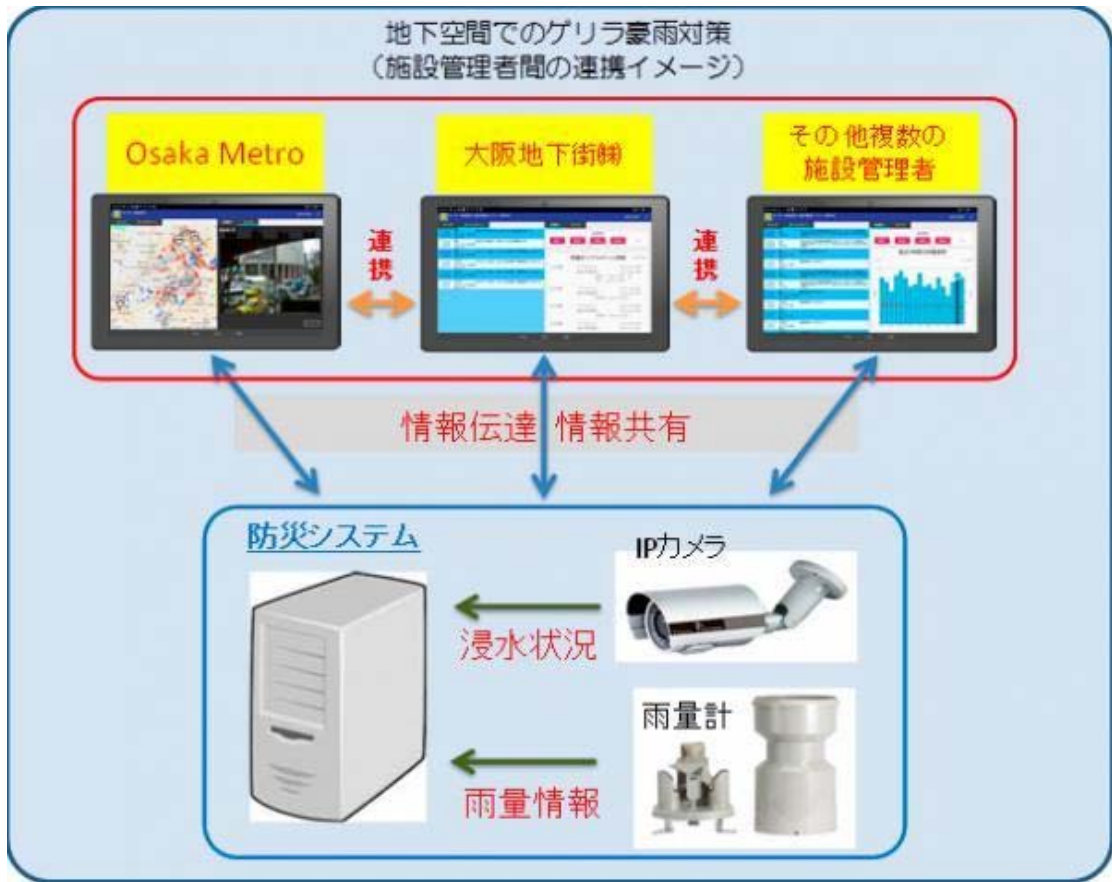 地下空間でのゲリラ豪雨対策
(施設管理者間の連携イメージ)
Osaka Metro
大阪地下街㈱
その他複数の
施設管理者
連携
連携
情報伝達 情報共有
防災システム
IPカメラ
浸水状況
雨量計
雨量情報